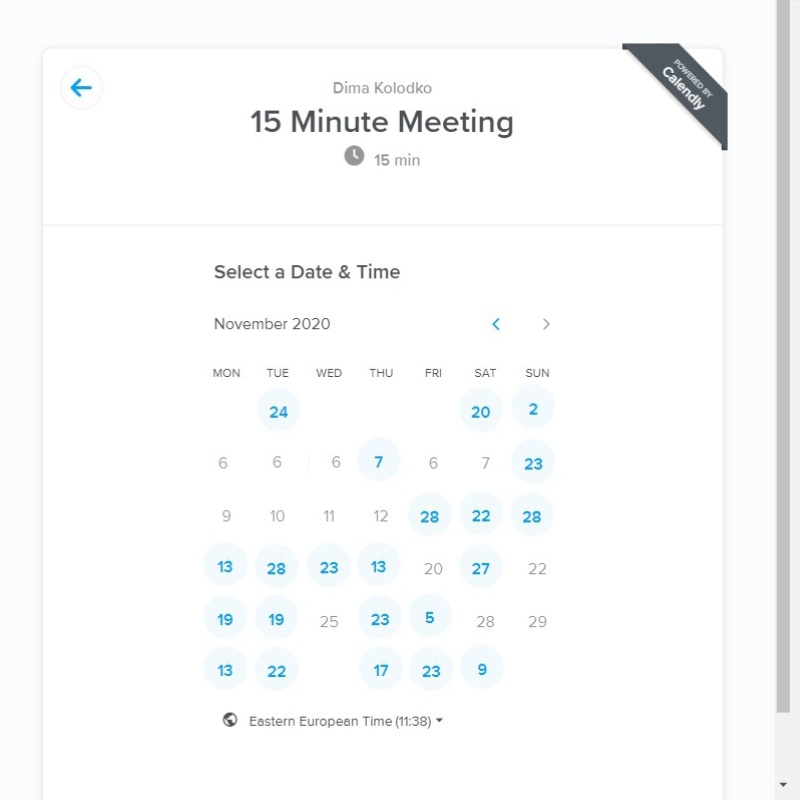 POWERED BY
Calendly
Dima Kolodko
15 Minute Meeting
15 min
Select a Date & Time
November 2020
MON TUE WED THU FRI SAT SUN
24 20 2
6 6 6 7 6 7 23
9 10 11 12 28 22 28
13 28 23 13 20 27 22
19 19 25 23 5 28 29
13 22 17 23 9
Eastern European Time (11:38)